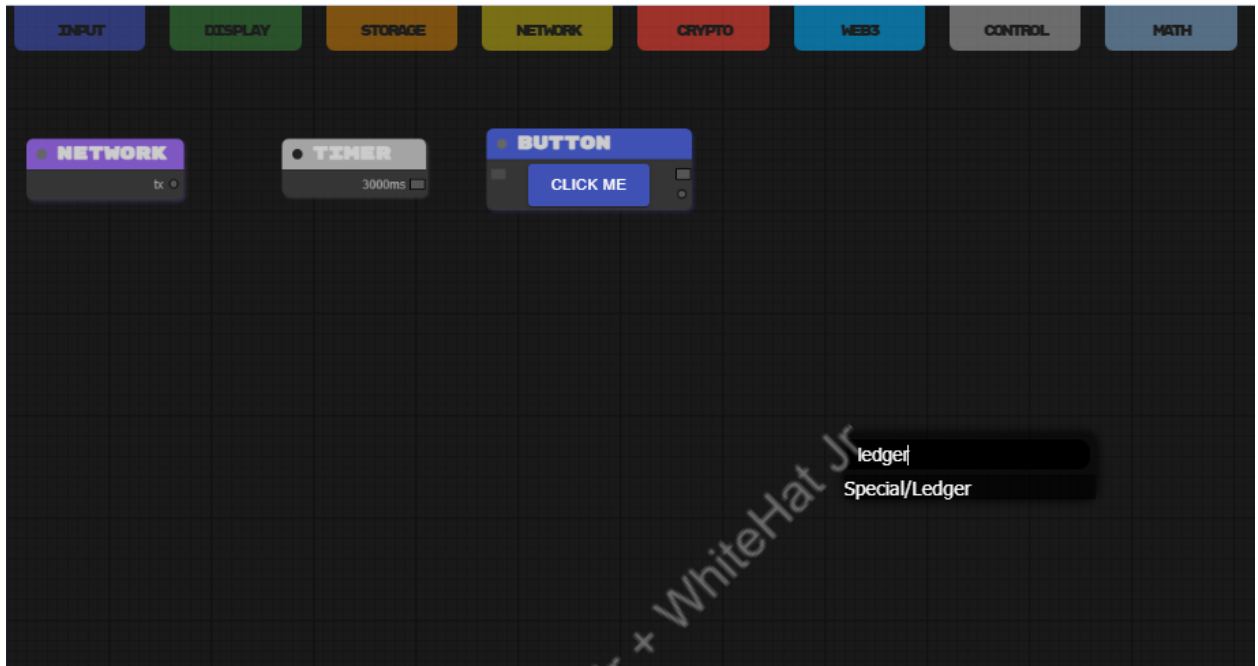 INPUT
DISPLAY
STORAGE
NETWORK
CRYPTO
WEB3
CONTROL
MATH
NETWORK
tx
TIMER
3000ms
BUTTON
CLICK ME
ledger
Special/Ledger
+ WhiteHat Jr